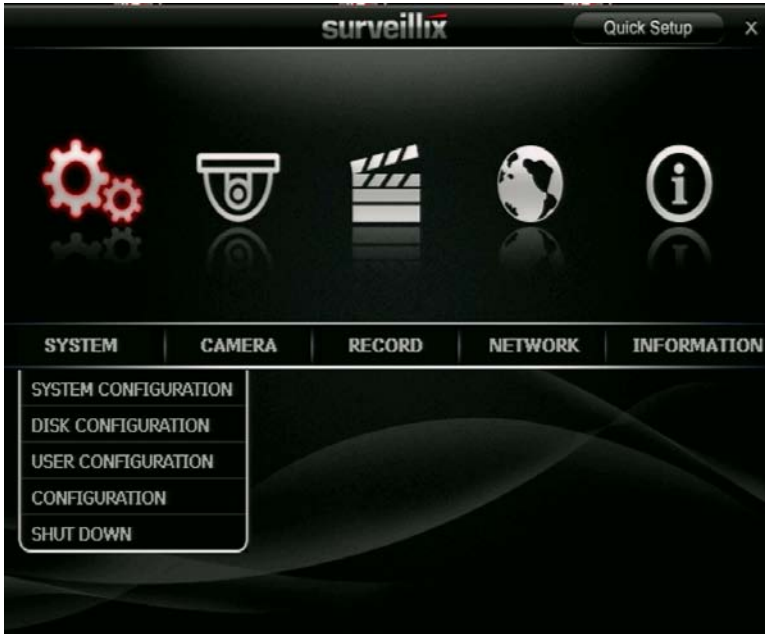 surveillix
Quick Setup X
SYSTEM CAMERA RECORD NETWORK INFORMATION
SYSTEM CONFIGURATION
DISK CONFIGURATION
USER CONFIGURATION
CONFIGURATION
SHUT DOWN